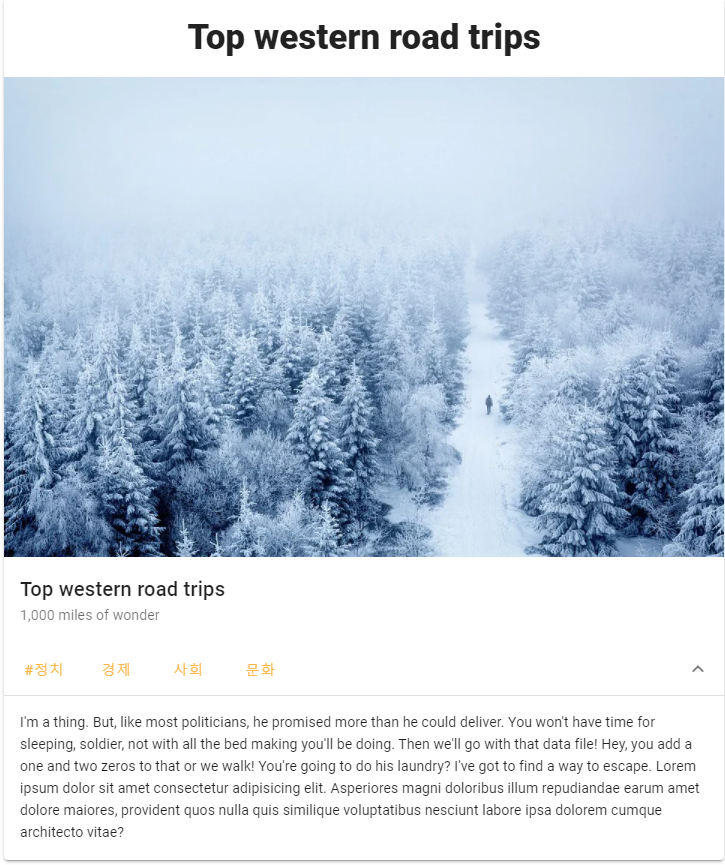 Top western road trips
Top western road trips
1,000 miles of wonder
#정치 경제 사회 문화
I'm a thing. But, like most politicians, he promised more than he could deliver. You won't have time for
sleeping, soldier, not with all the bed making you'll be doing. Then we'll go with that data file! Hey, you add a
one and two zeros to that or we walk! You're going to do his laundry? I've got to find a way to escape. Lorem
ipsum dolor sit amet consectetur adipisicing elit. Asperiores magni doloribus illum repudiandae earum amet
dolore maiores, provident quos nulla quis similique voluptatibus nesciunt labore ipsa dolorem cumque
architecto vitae?